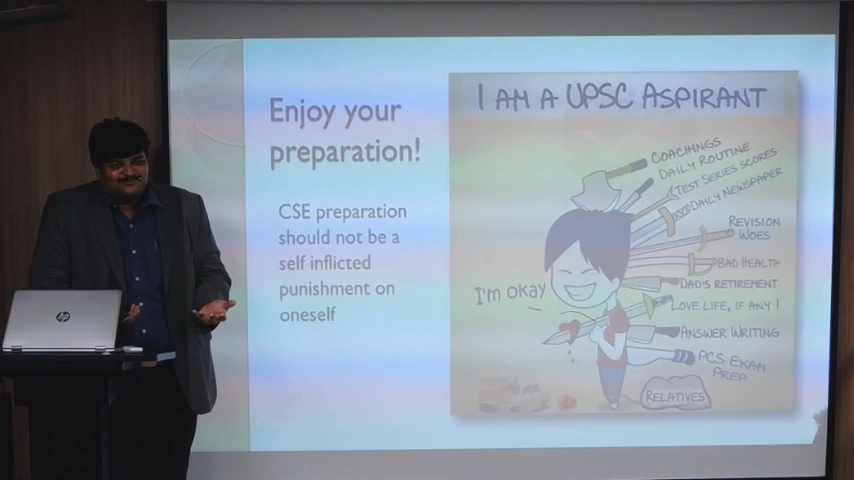 Enjoy your
preparation!
CSE preparation
should not be a
self inflicted
punishment on
oneself
I AM A UPSC ASPIRANT
COACHINGS
DAILY ROUTINE
TEST SERIES SCORES
DAILY NEWSPAPER
REVISION
WOES
BAD HEALTH
DAD'S RETIREMENT
LOVE LIFE, IF ANY!
ANSWER WRITING
PCS EXAM
PREP
RELATIVES
I'm OKAY
hp